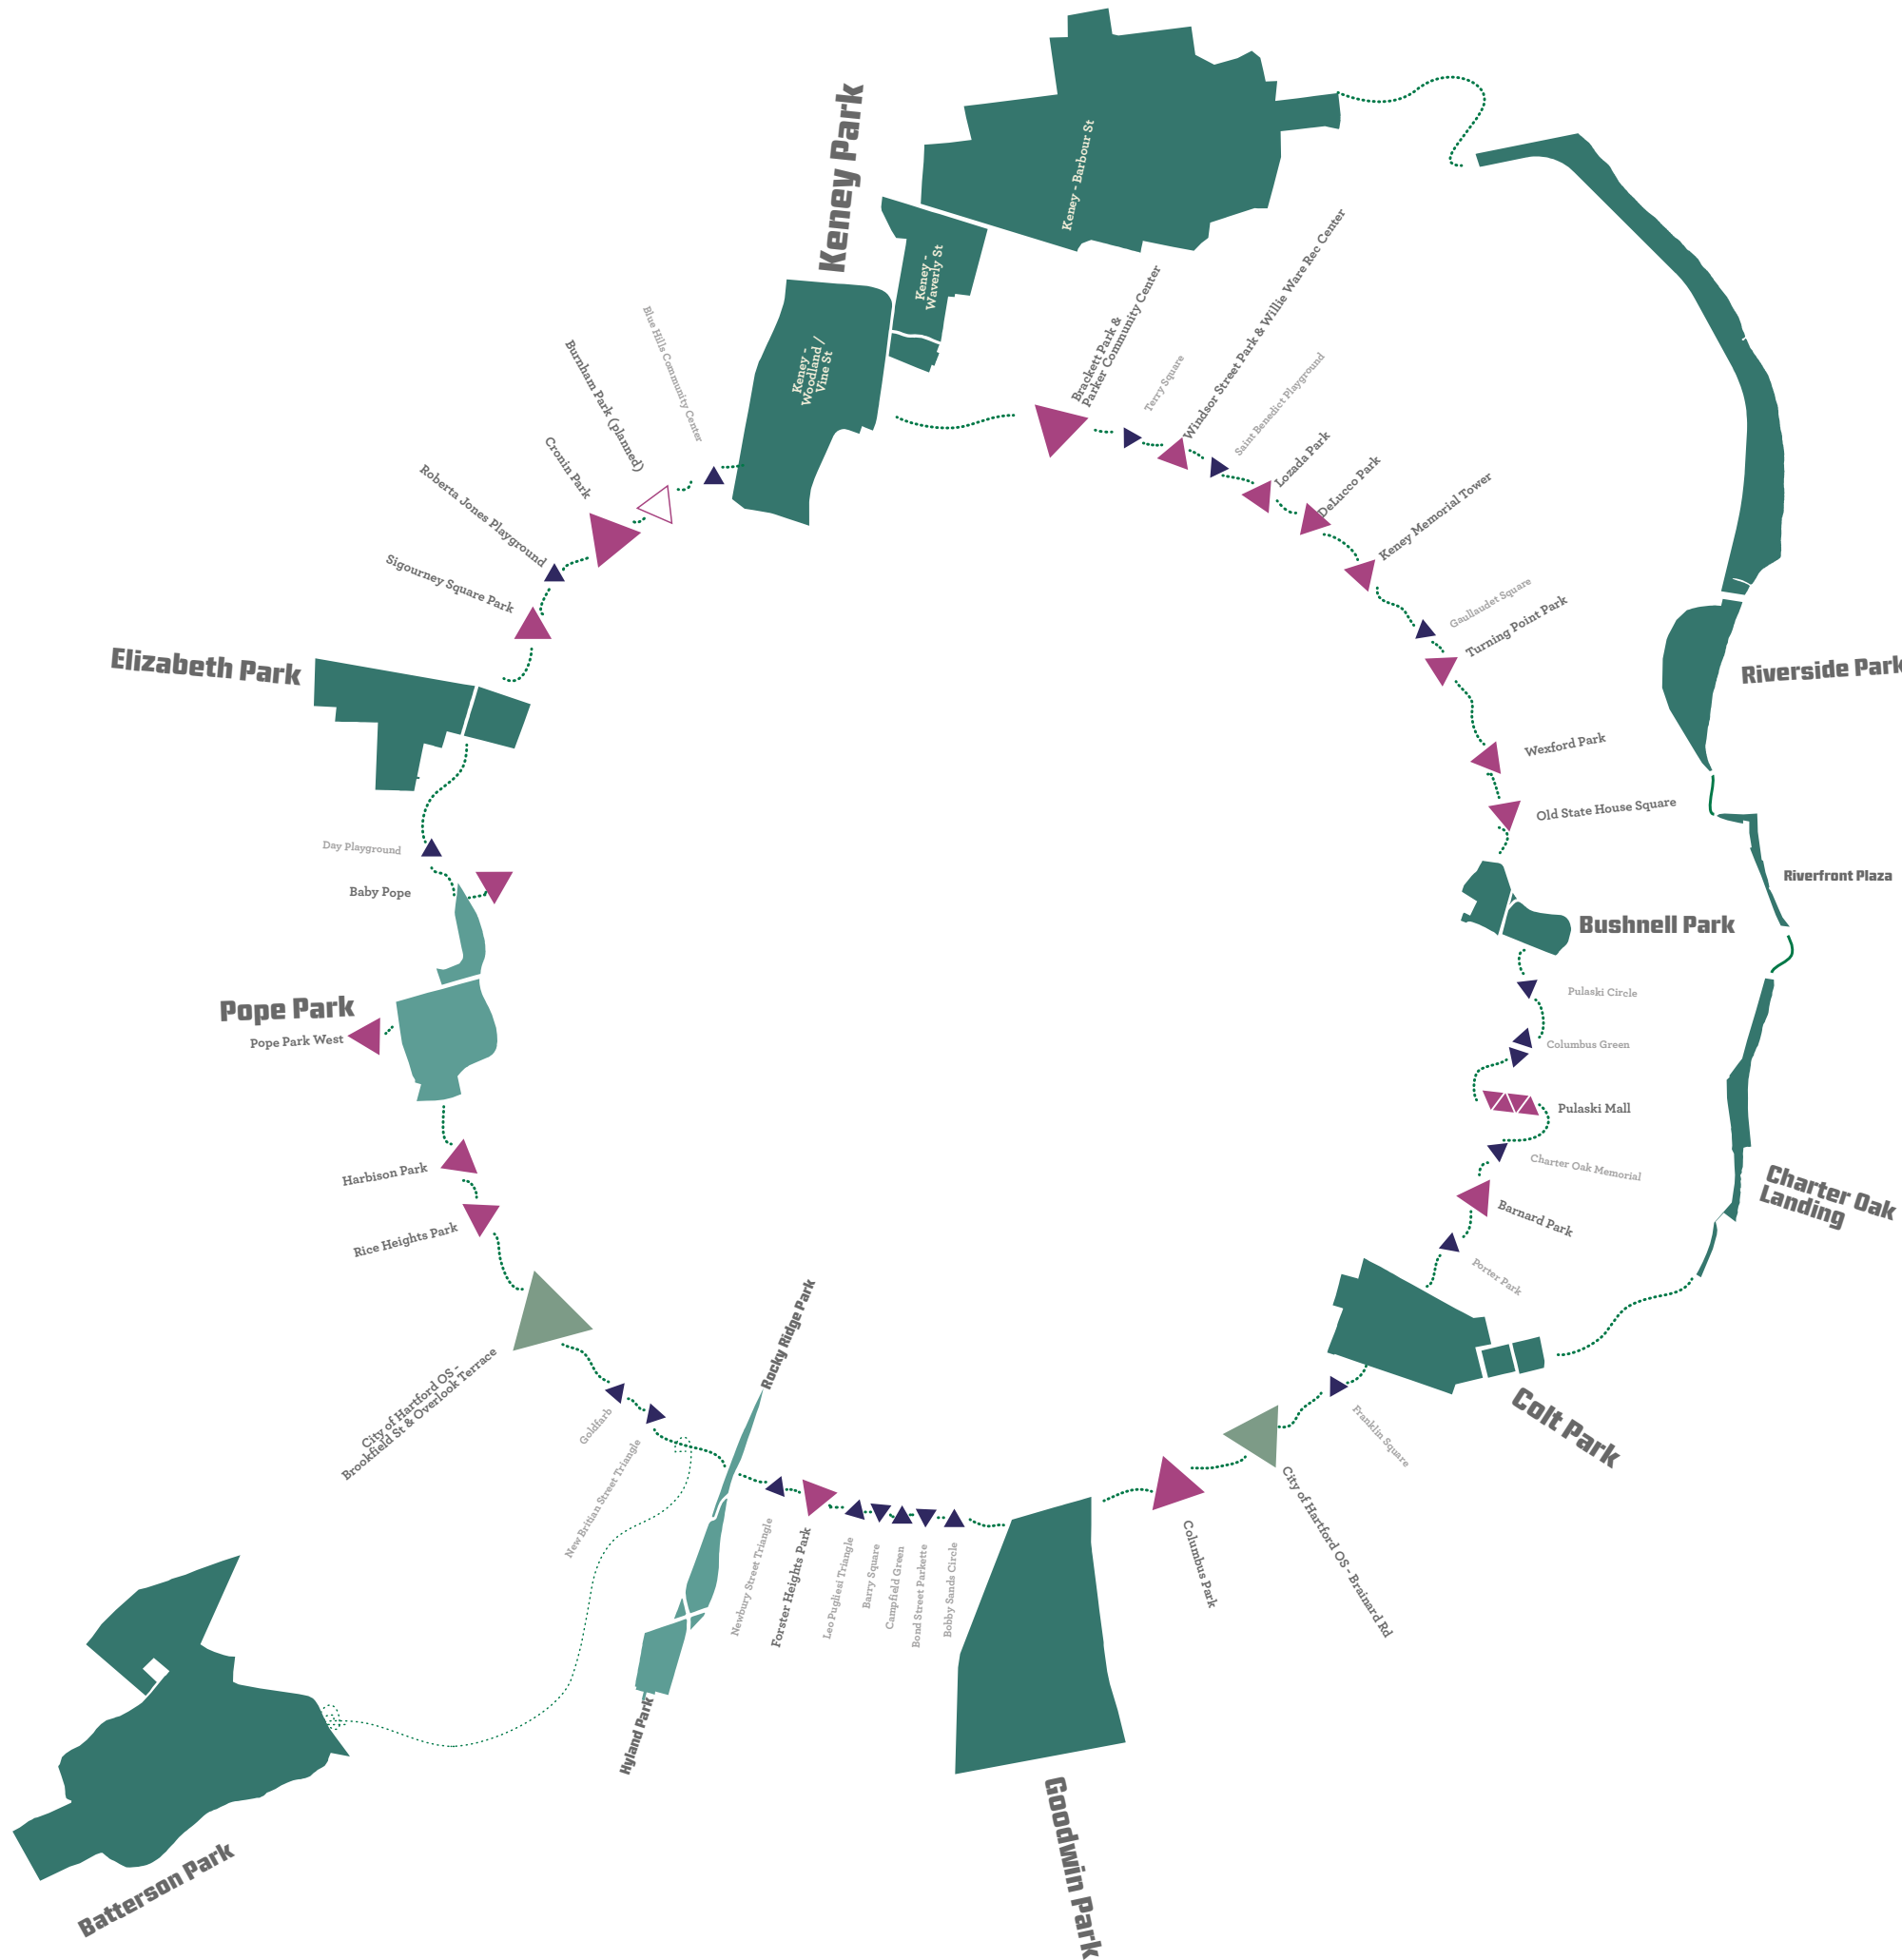 Keney Park
Keney - Barbour St
Keney -
Waverly St
Keney -
Woodland /
Vine St
Brackett Park &
Parker Community Center
Terry Square
Windsor Street Park & Willie Ware Rec Center
Saint Benedict Playground
Lozada Park
DeLucco Park
Keney Memorial Tower
Gaullaudet Square
Turning Point Park
Riverside Park
Wexford Park
Old State House Square
Riverfront Plaza
Bushnell Park
Pulaski Circle
Columbus Green
Pulaski Mall
Charter Oak Memorial
Charter Oak
Landing
Barnard Park
Porter Park
Colt Park
Franklin Square
City of Hartford OS - Brainard Rd
Columbus Park
Goodwin Park
Bobby Sands Circle
Bond Street Parkette
Campfield Green
Barry Square
Leo Pugliesi Triangle
Forster Heights Park
Newbury Street Triangle
Rocky Ridge Park
Hyland Park
New Britian Street Triangle
Goldfarb
Batterson Park
City of Hartford OS -
Brookfield St & Overlook Terrace
Rice Heights Park
Harbison Park
Pope Park
Pope Park West
Baby Pope
Day Playground
Elizabeth Park
Sigourney Square Park
Roberta Jones Playground
Cronin Park
Burnham Park (planned)
Blue Hills Community Center